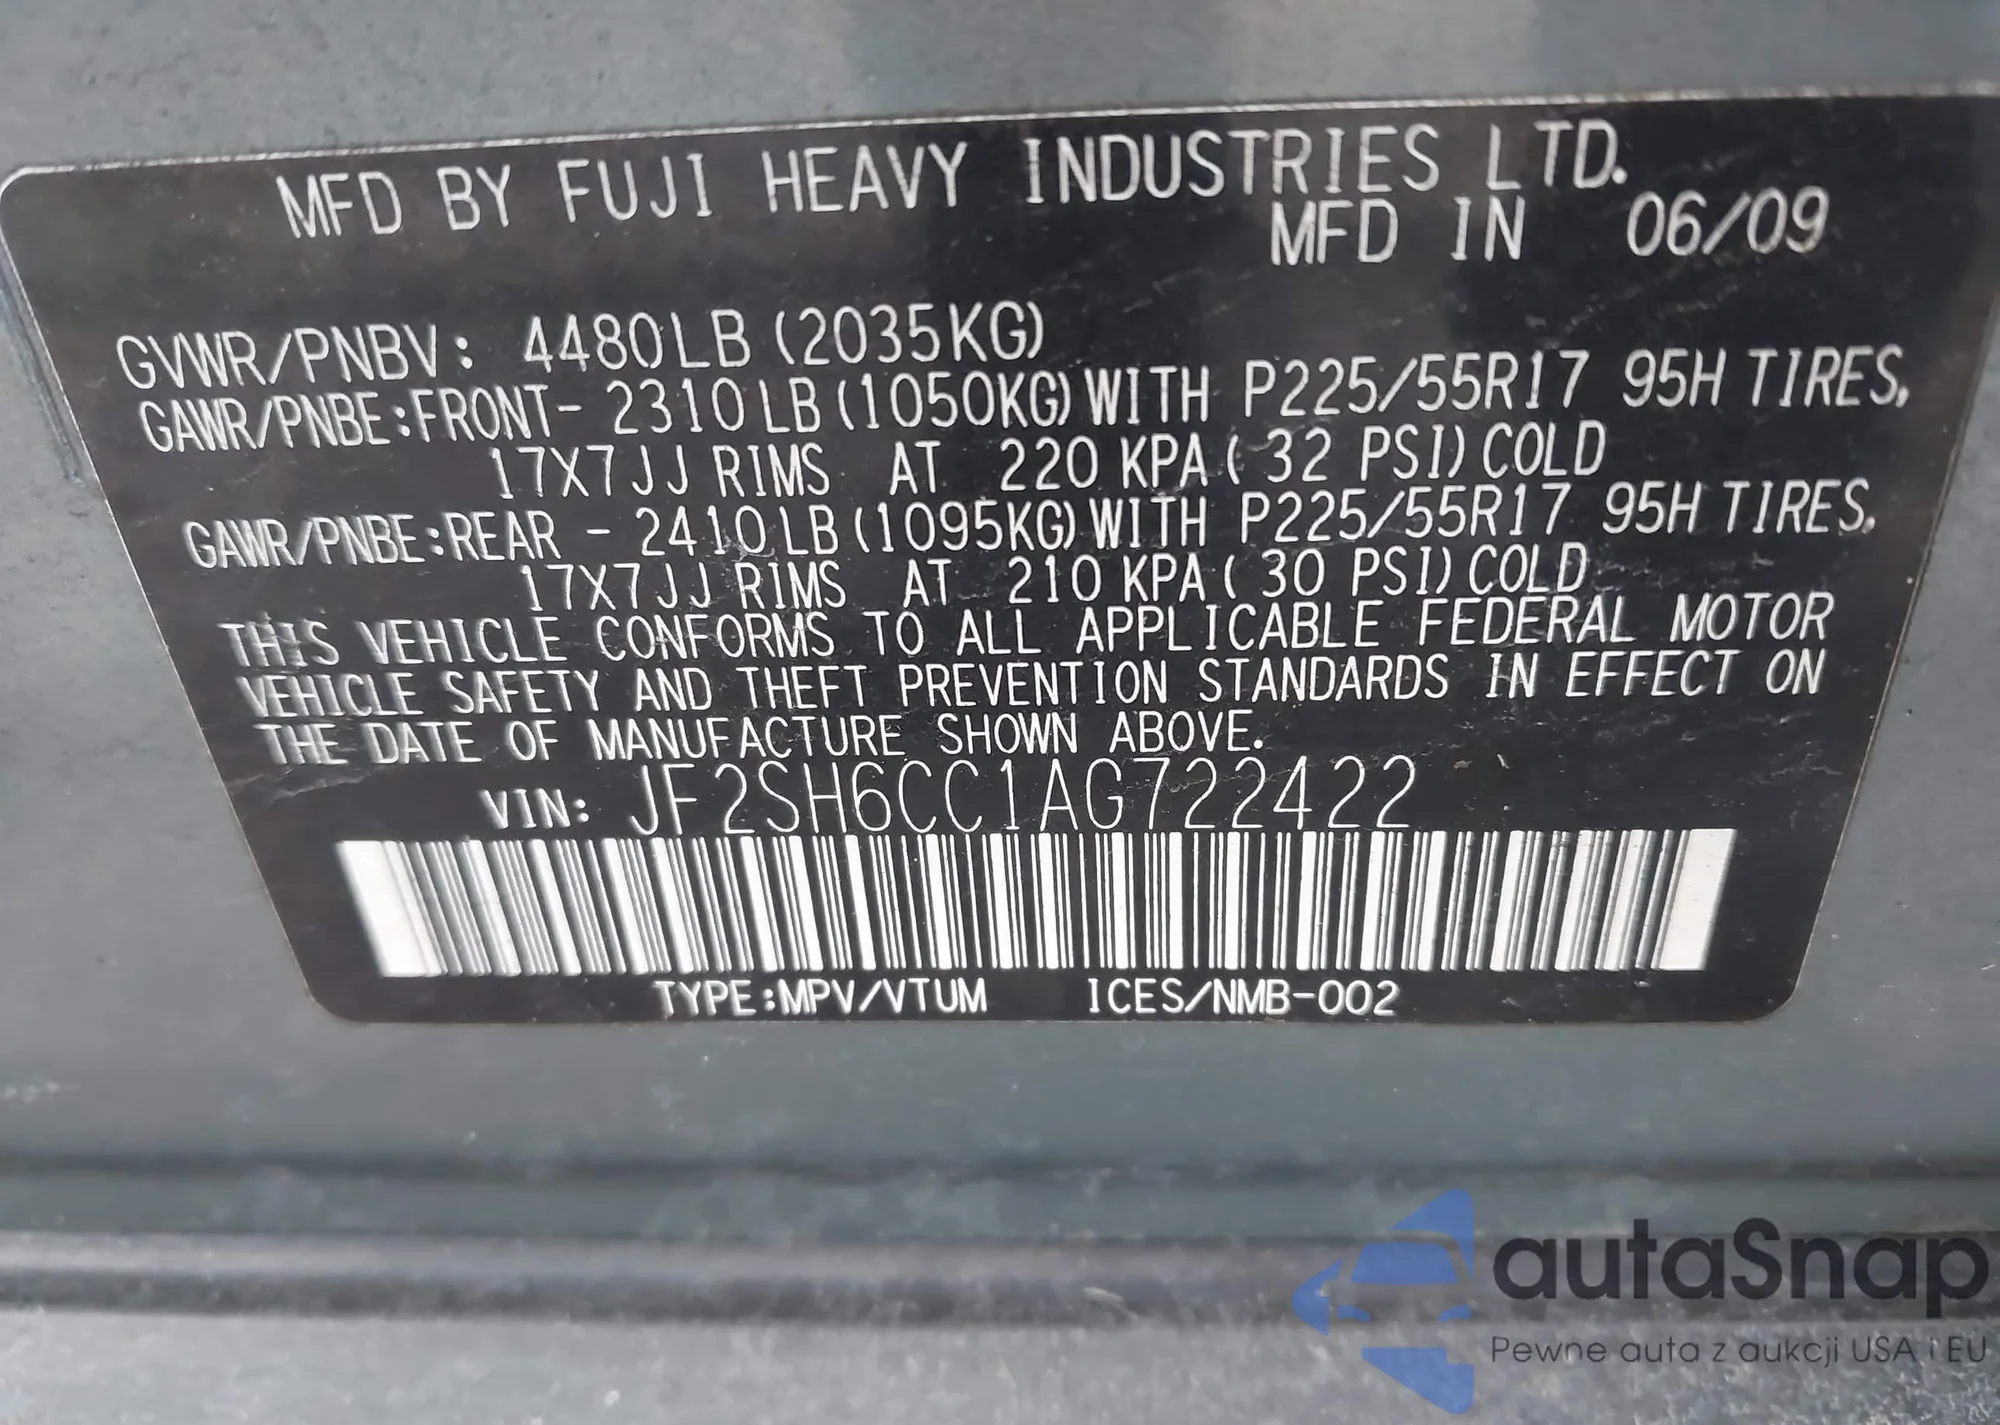 MFD BY FUJI HEAVY INDUSTRIES LTD.
MFD IN 06/09
GVWR/PNBV: 4480LB (2035KG)
GAWR/PNBE:FRONT- 2310LB (1050KG) WITH P225/55R17 95H TIRES,
17X7JJ RIMS AT 220 KPA ( 32 PSI) COLD
GAWR/PNBE:REAR - 2410LB (1095KG) WITH P225/55R17 95H TIRES,
17X7JJ RIMS AT 210 KPA ( 30 PSI) COLD
THIS VEHICLE CONFORMS TO ALL APPLICABLE FEDERAL MOTOR
VEHICLE SAFETY AND THEFT PREVENTION STANDARDS IN EFFECT ON
THE DATE OF MANUFACTURE SHOWN ABOVE.
VIN: JF2SH6CC1AG722422
TYPE:MPV/VTUM ICES/NMB-002
autaSnap
Pewne auta z aukcji USA i EU